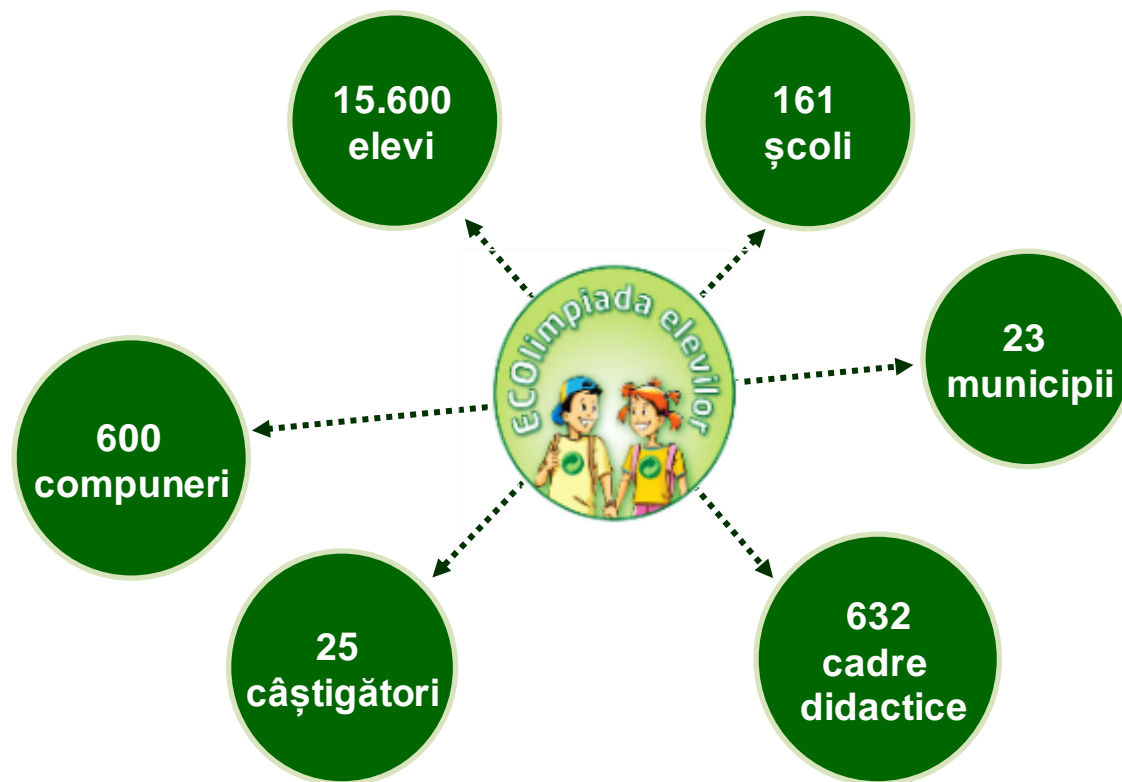 15.600
elevi
161
școli
ECOlimpiada elevilor
23
municipii
600
compuneri
25
câștigători
632
cadre
didactice